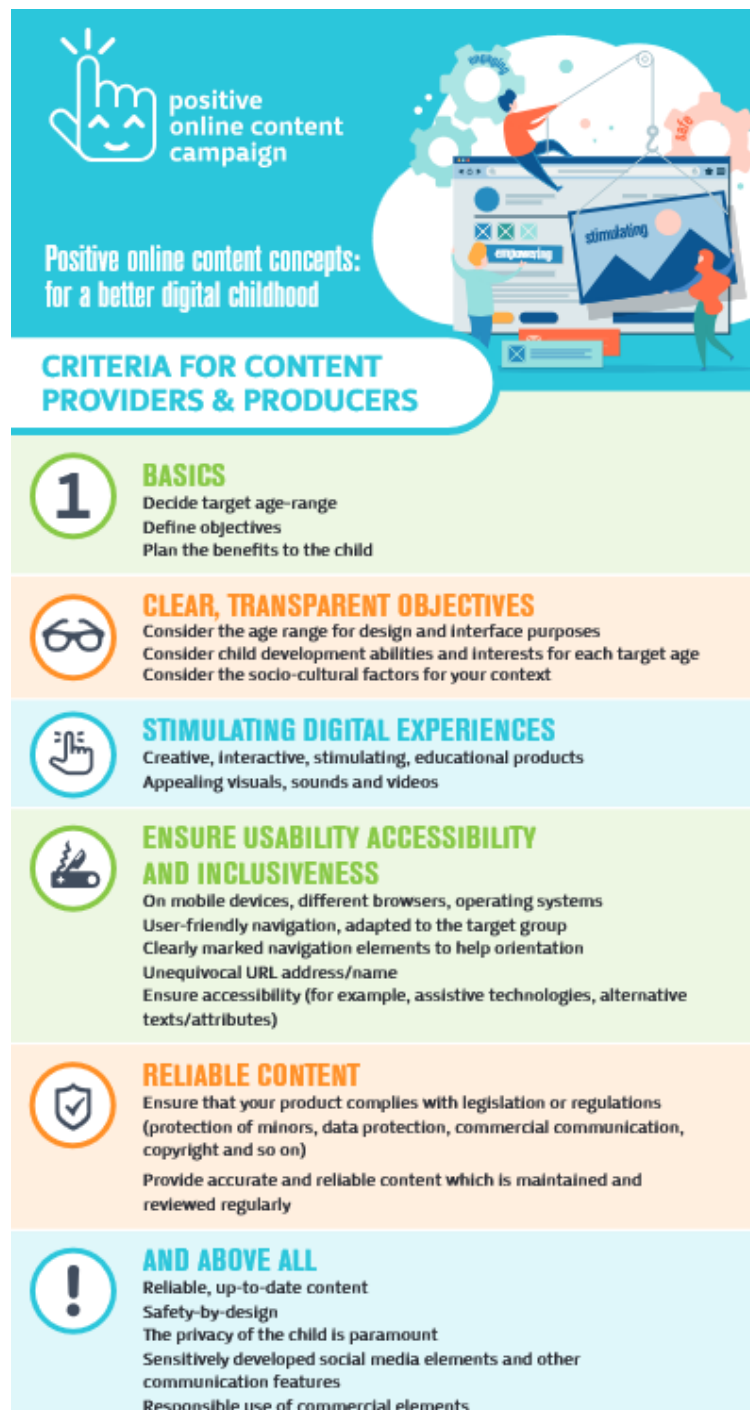 positive
online content
campaign
engaging
safe
stimulating
empowering
Positive online content concepts:
for a better digital childhood
CRITERIA FOR CONTENT
PROVIDERS & PRODUCERS
1
BASICS
Decide target age-range
Define objectives
Plan the benefits to the child
CLEAR, TRANSPARENT OBJECTIVES
Consider the age range for design and interface purposes
Consider child development abilities and interests for each target age
Consider the socio-cultural factors for your context
STIMULATING DIGITAL EXPERIENCES
Creative, interactive, stimulating, educational products
Appealing visuals, sounds and videos
ENSURE USABILITY ACCESSIBILITY
AND INCLUSIVENESS
On mobile devices, different browsers, operating systems
User-friendly navigation, adapted to the target group
Clearly marked navigation elements to help orientation
Unequivocal URL address/name
Ensure accessibility (for example, assistive technologies, alternative
texts/attributes)
RELIABLE CONTENT
Ensure that your product complies with legislation or regulations
(protection of minors, data protection, commercial communication,
copyright and so on)
Provide accurate and reliable content which is maintained and
reviewed regularly
!
AND ABOVE ALL
Reliable, up-to-date content
Safety-by-design
The privacy of the child is paramount
Sensitively developed social media elements and other
communication features
Responsible use of commercial elements